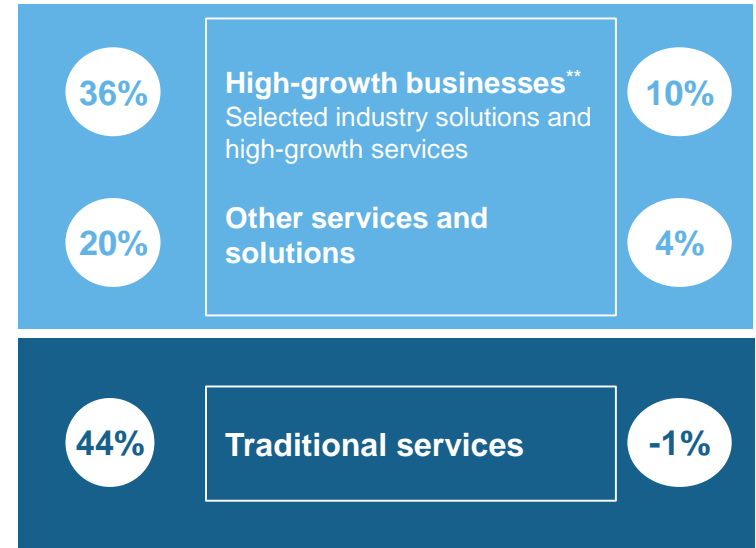 36%
High-growth businesses**
10%
Selected industry solutions and
high-growth services
20%
Other services and
solutions
4%
44%
Traditional services
-1%